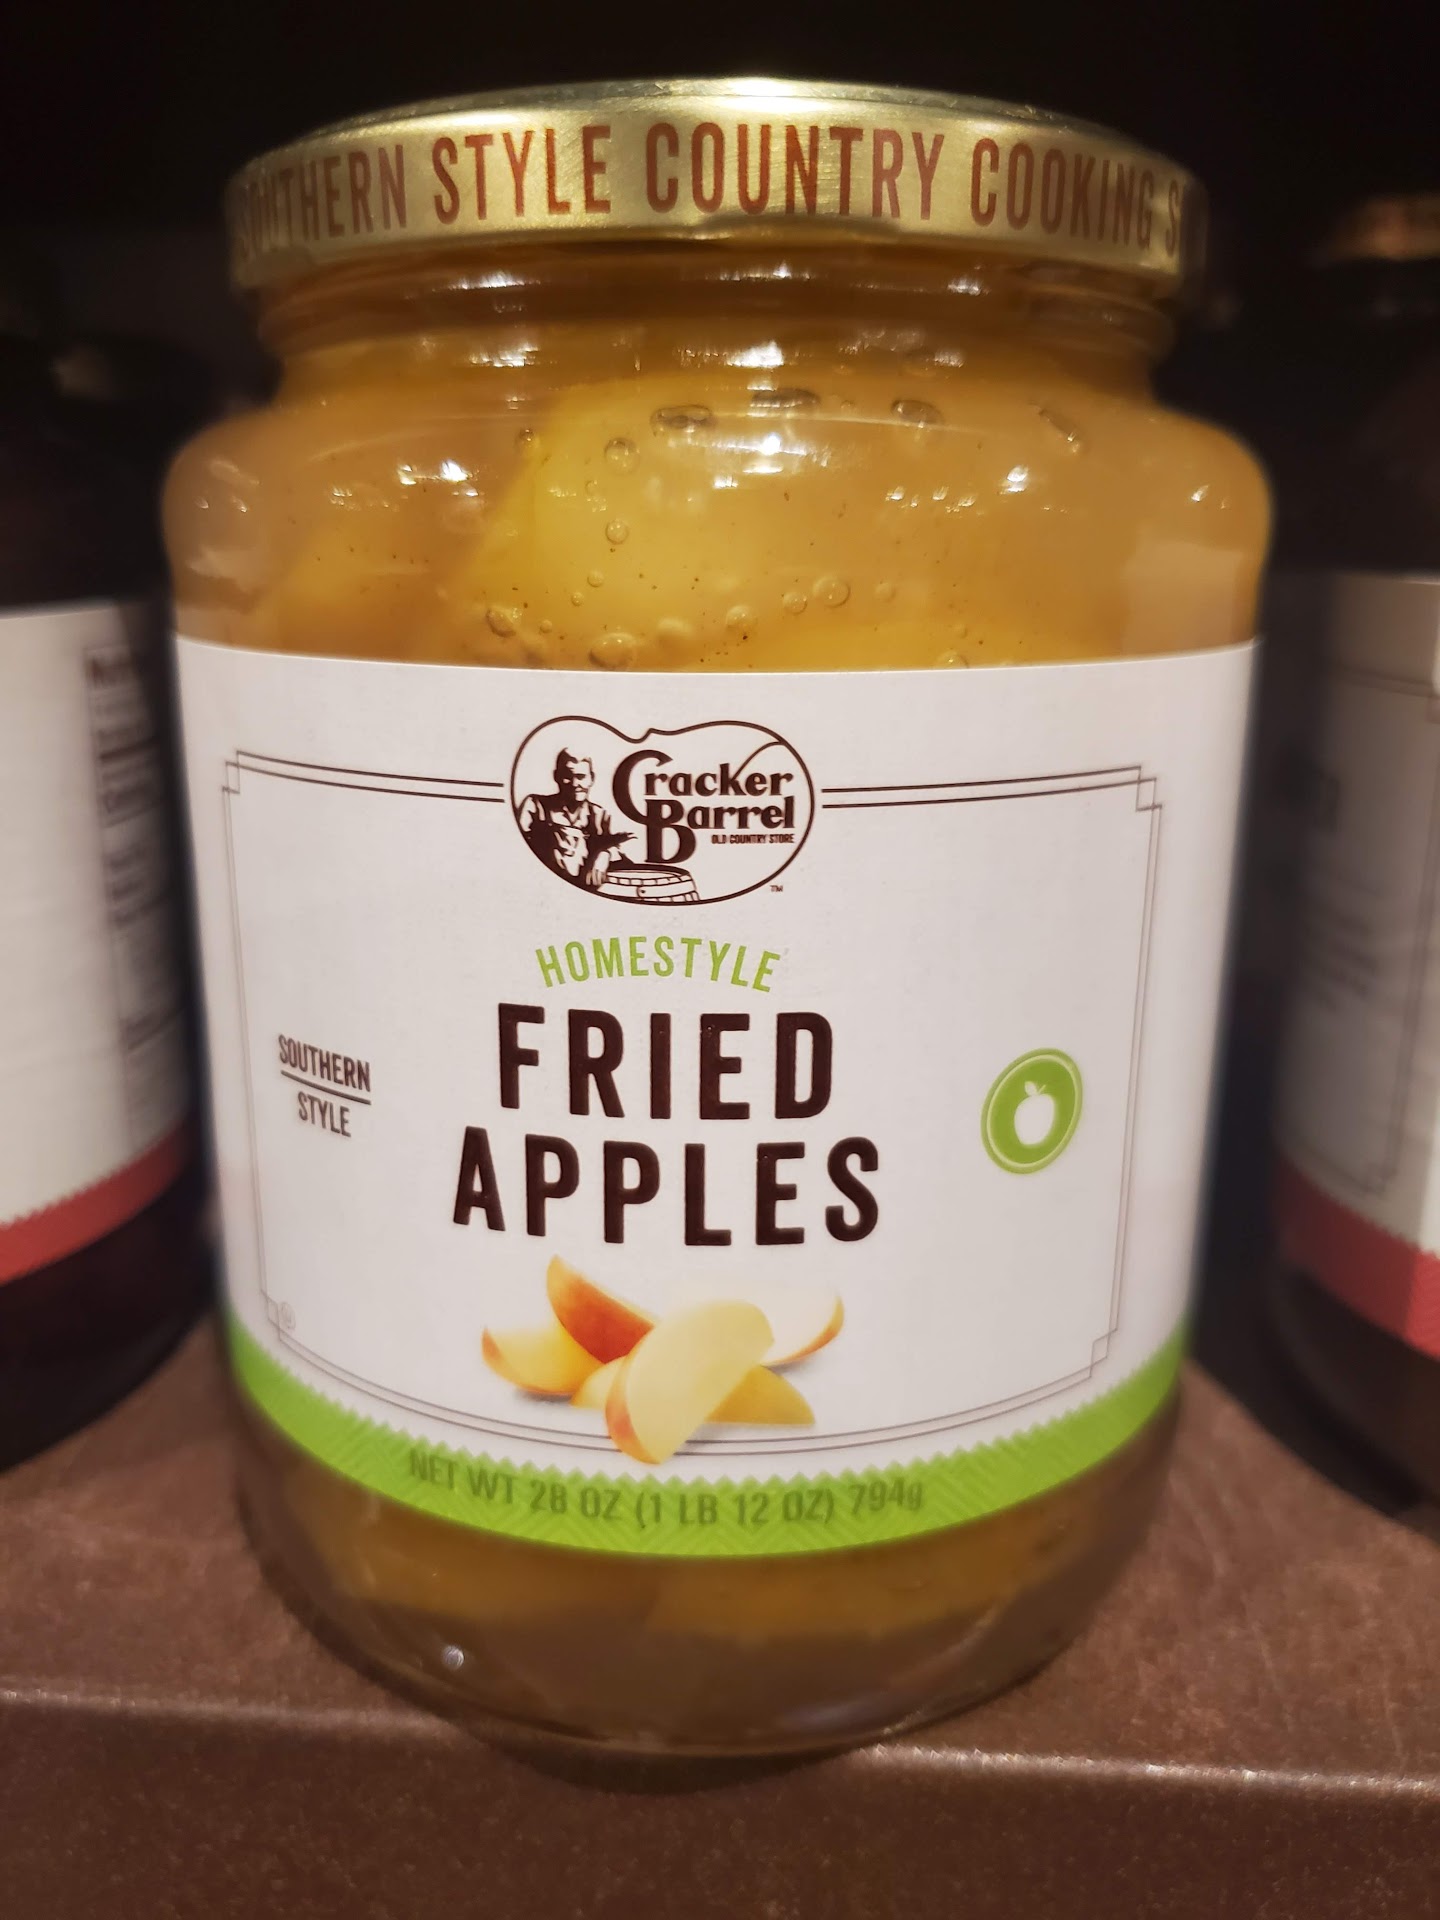 SOUTHERN STYLE COUNTRY COOKING
Cracker
Barrel
OLD COUNTRY STORE
TM
HOMESTYLE
FRIED
APPLES
SOUTHERN
STYLE
NET WT 28 OZ (1 LB 12 OZ) 794g